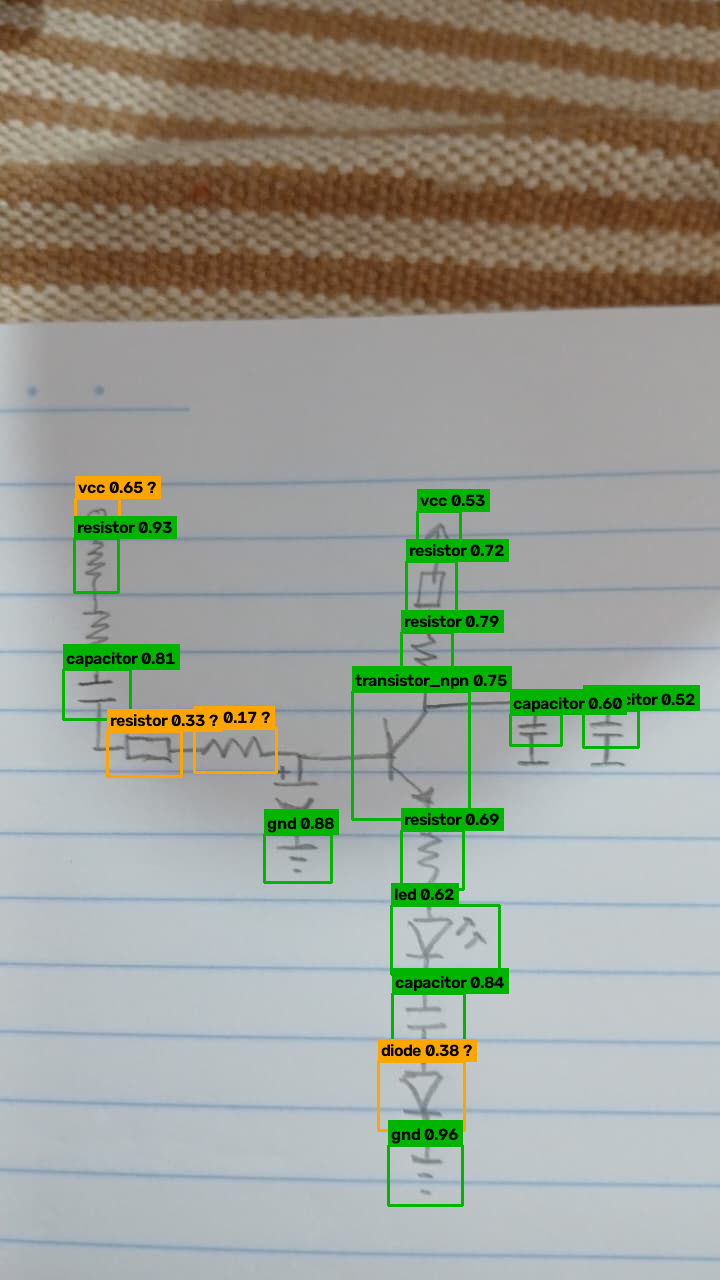 vcc 0.65 ?
vcc 0.53
resistor 0.93
resistor 0.72
resistor 0.79
capacitor 0.81
transistor_npn 0.75
capacitor 0.60
citor 0.52
resistor 0.33 ?
0.17 ?
gnd 0.88
resistor 0.69
led 0.62
capacitor 0.84
diode 0.38 ?
gnd 0.96
+